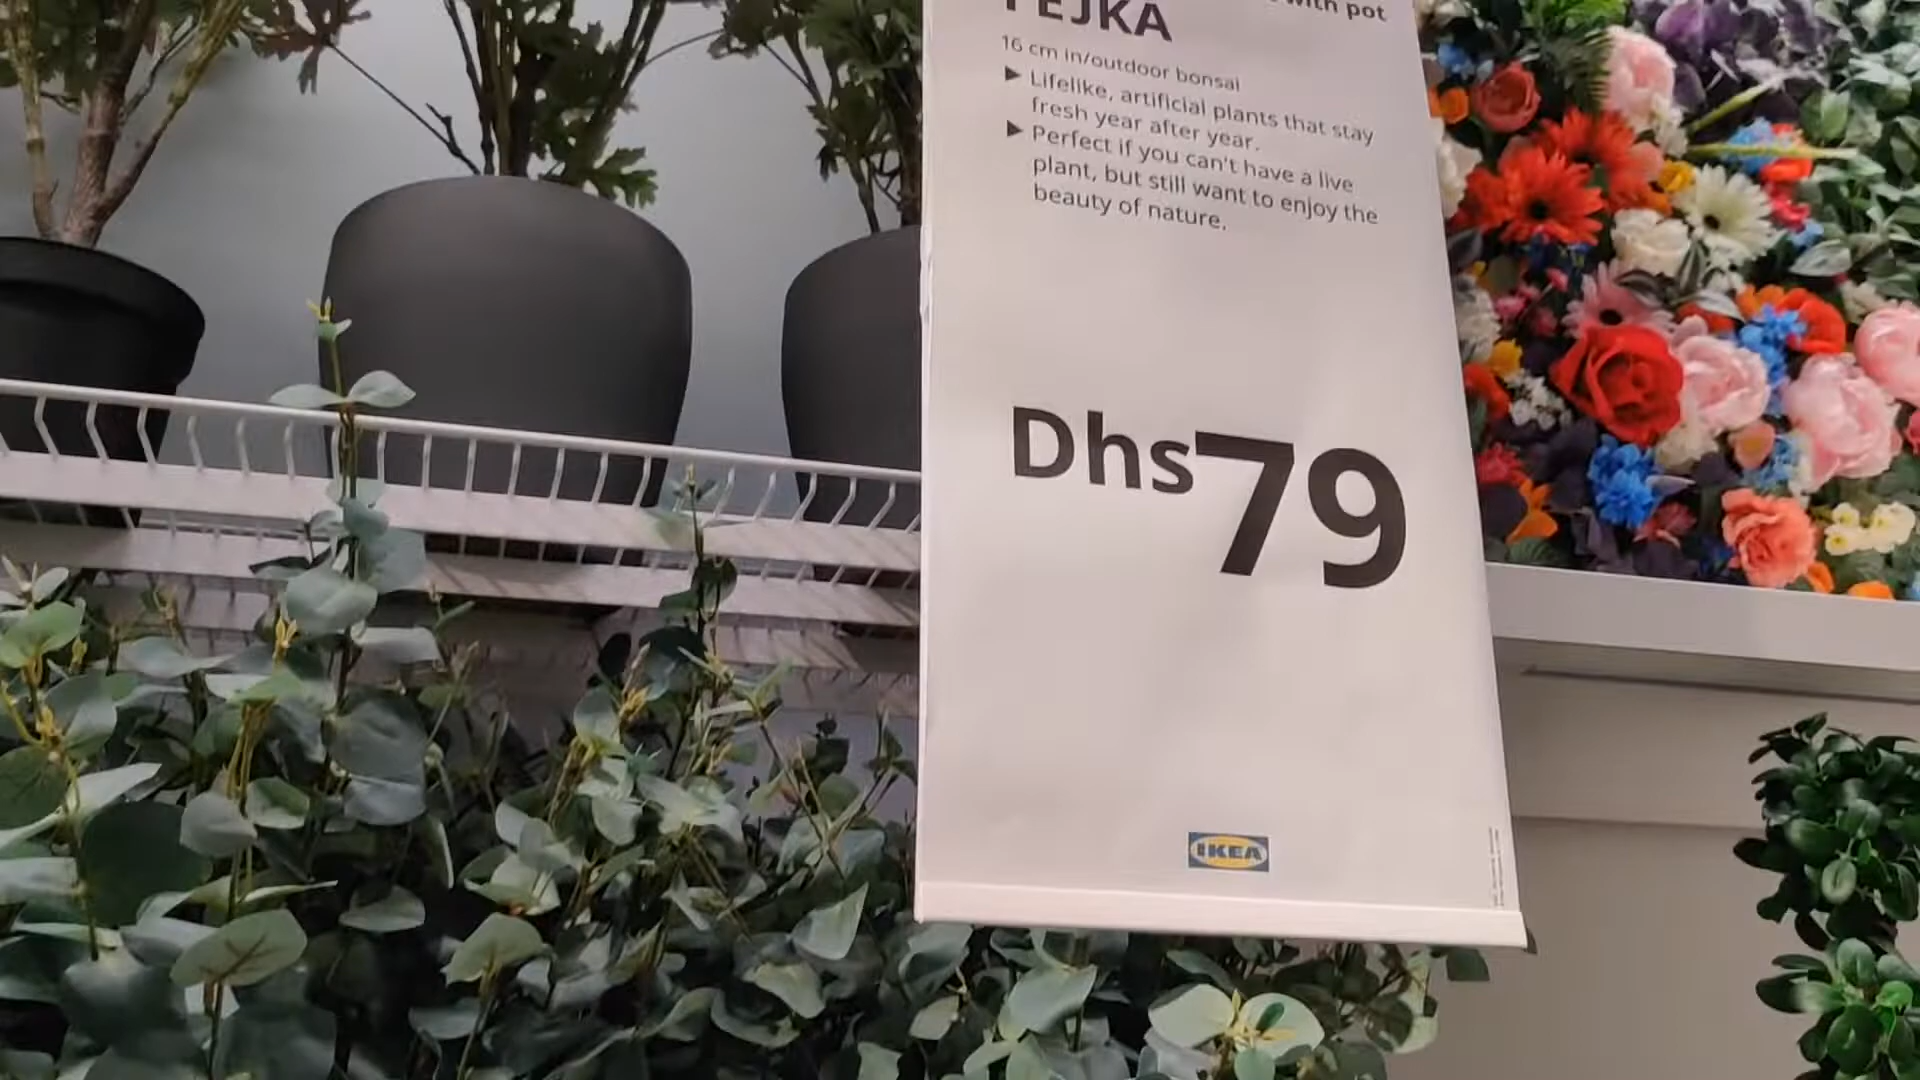 with pot
FEJKA
16 cm in/outdoor bonsai
▶ Lifelike, artificial plants that stay
fresh year after year.
▶ Perfect if you can't have a live
plant, but still want to enjoy the
beauty of nature.
Dhs79
IKEA